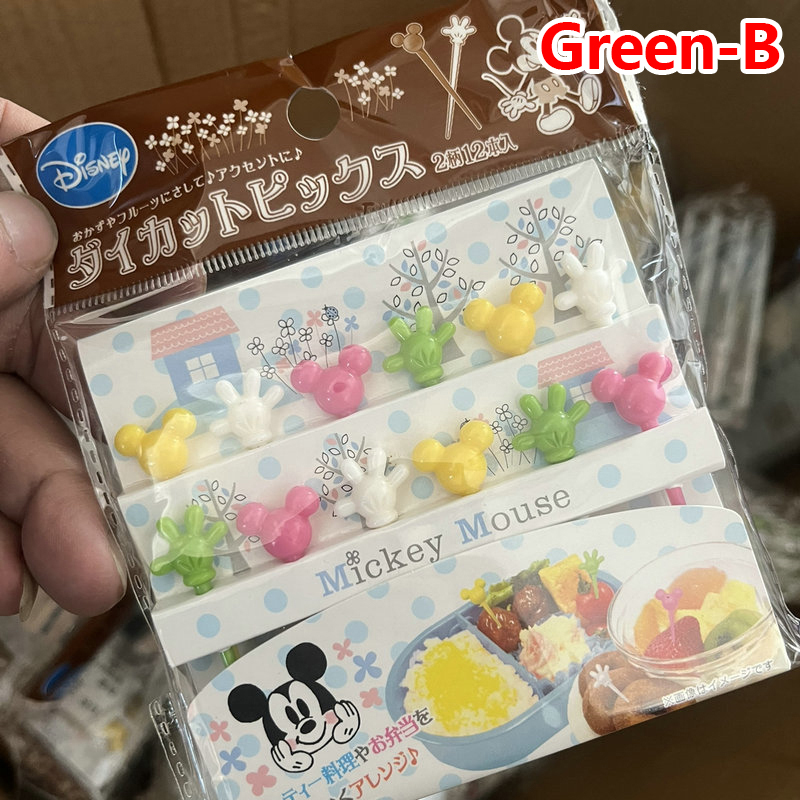 Green-B
Disney
おかずやフルーツにさして♪アクセントに♪
ダイカットピックス
2柄12本入
Mickey Mouse
※画像はイメージです
ティー料理やお弁当を
アレンジ♪